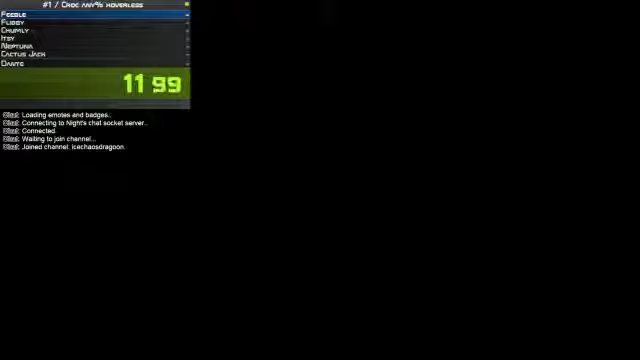 #1 / Croc any% hoverless
Feeble
Flibby
Chumly
Itsy
Neptuna
Cactus Jack
Dante
11 99
Loading emotes and badges..
Connecting to Night's chat socket server..
Connected.
Waiting to join channel...
Joined channel: icechaosdragoon.